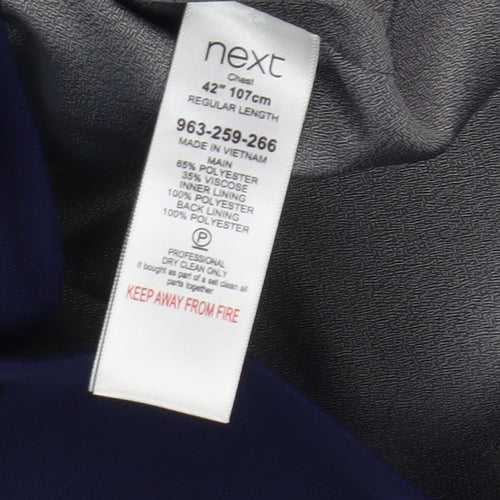 next
Chest
42" 107cm
REGULAR LENGTH
963-259-266
MADE IN VIETNAM
MAIN
65% POLYESTER
35% VISCOSE
INNER LINING
100% POLYESTER
BACK LINING
100% POLYESTER
P
PROFESSIONAL
DRY CLEAN ONLY
If bought as part of a set clean all
parts together
KEEP AWAY FROM FIRE